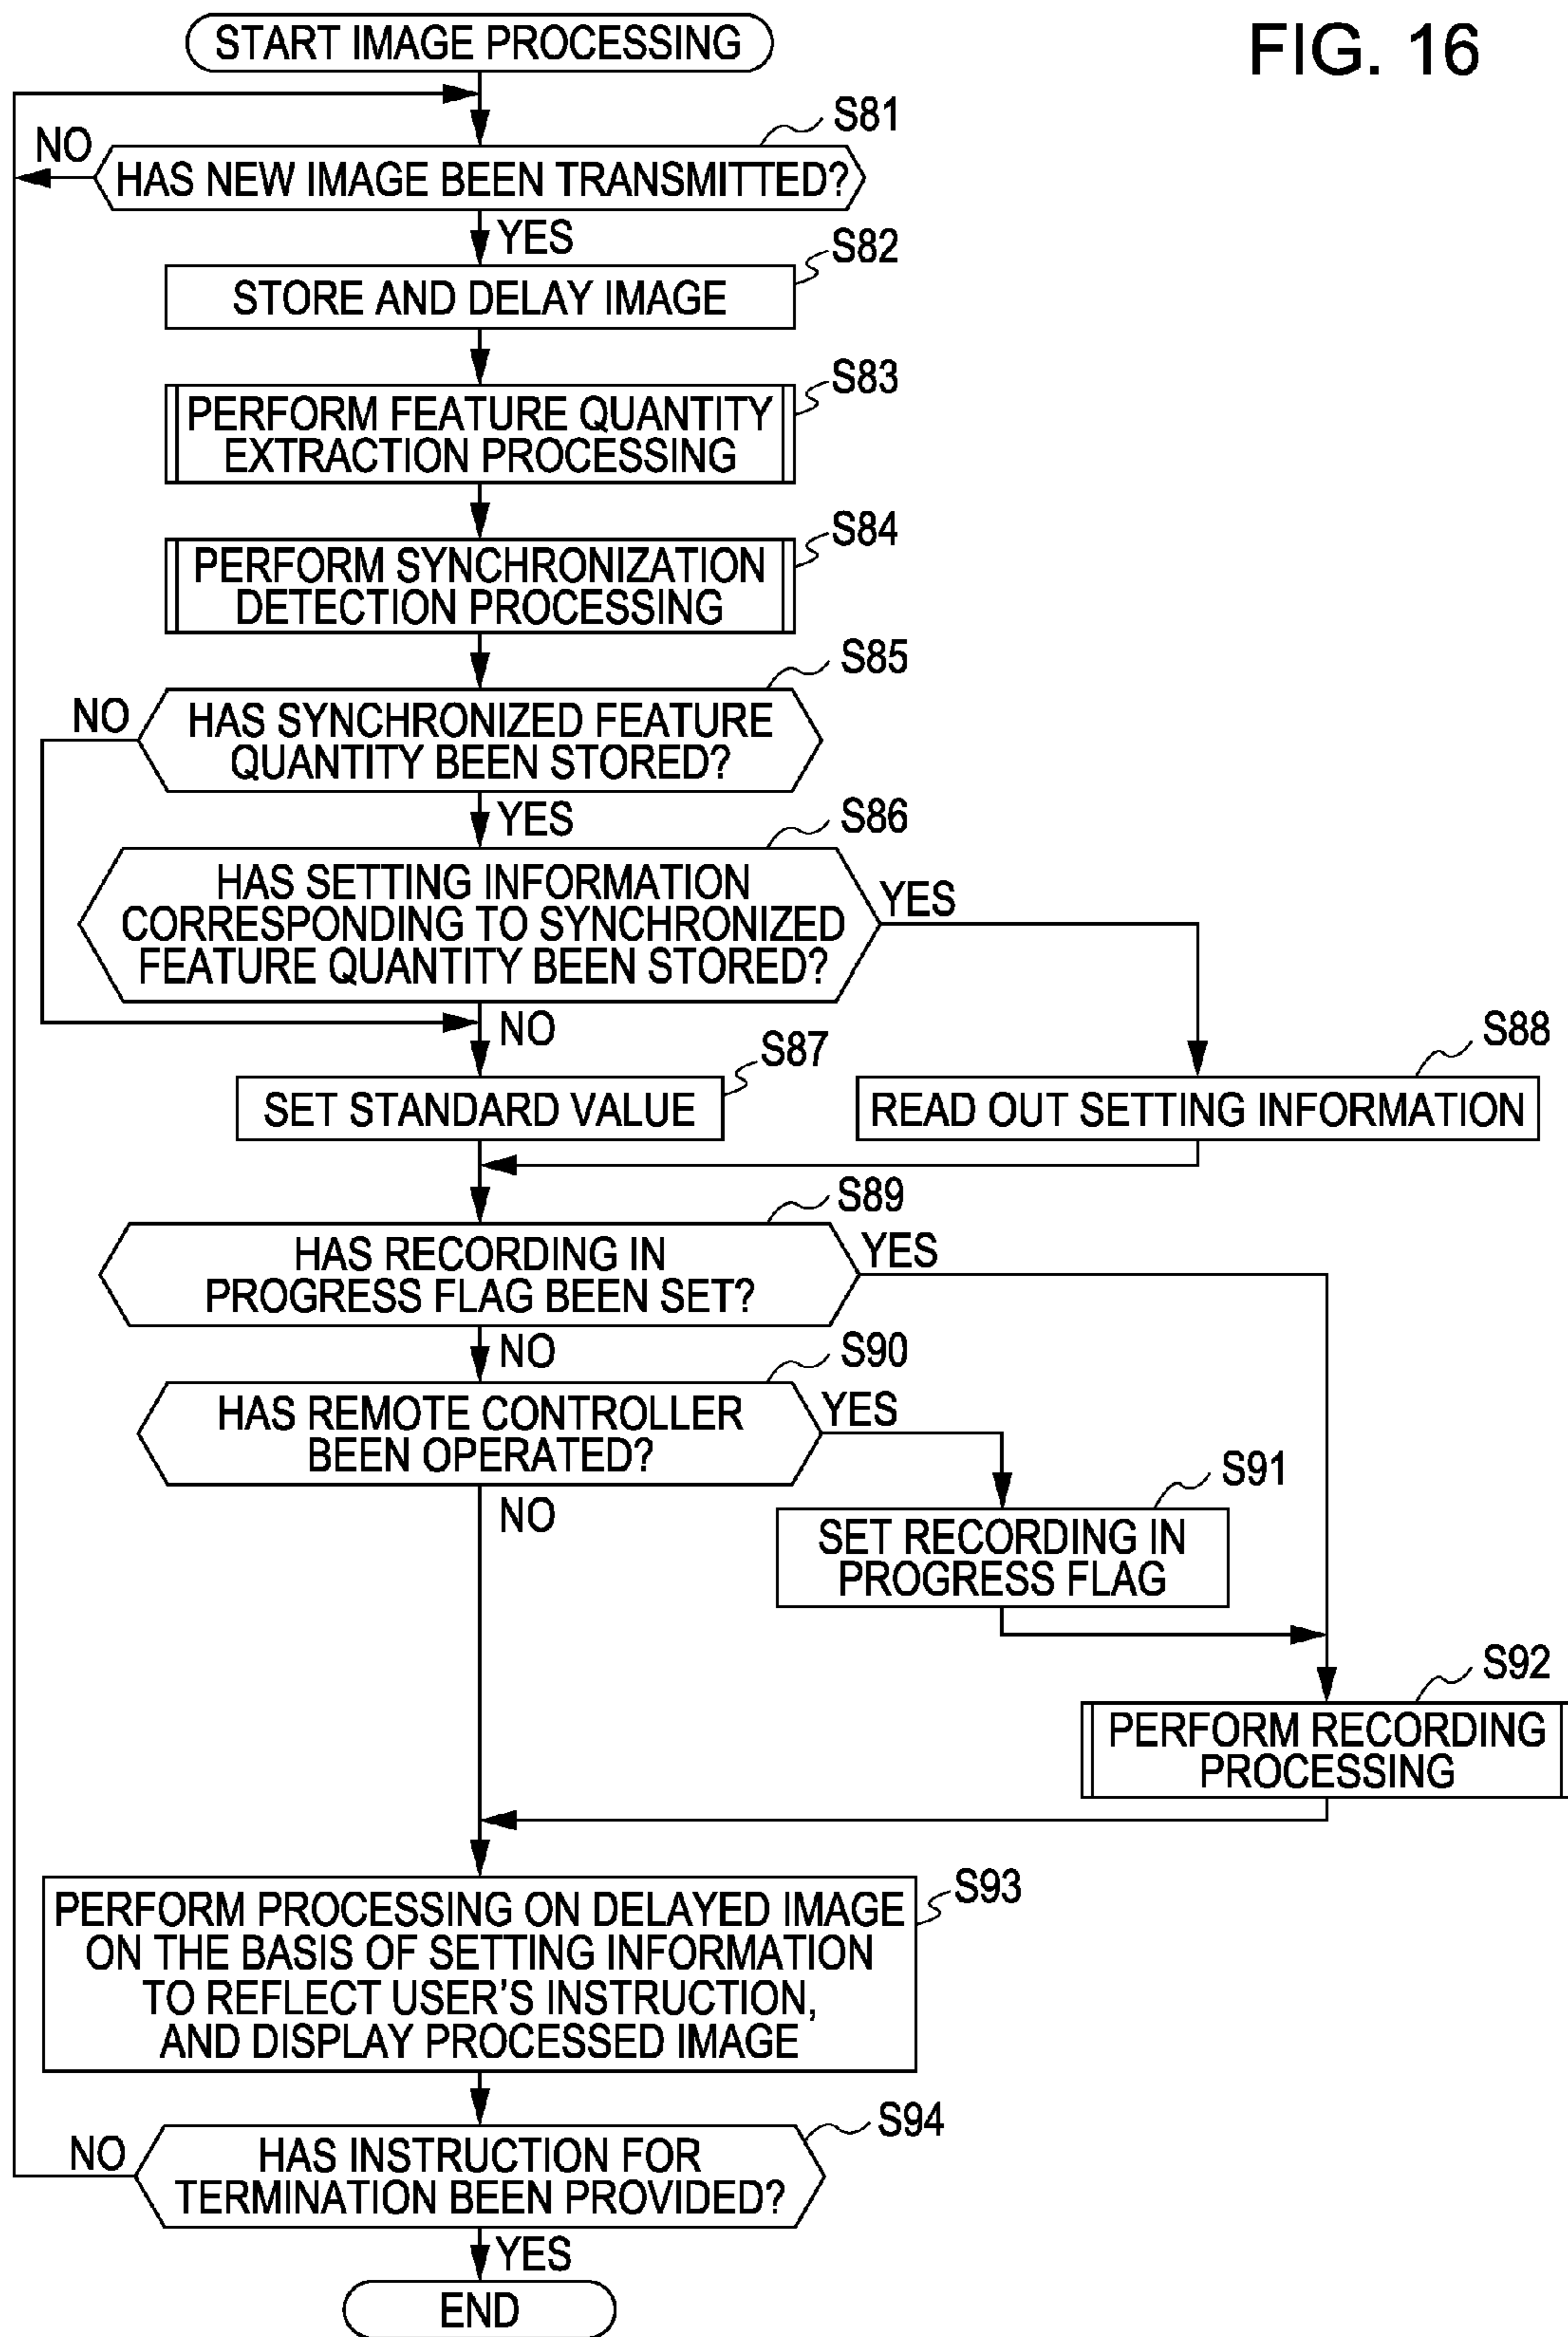 FIG. 16
START IMAGE PROCESSING
S81
NO
HAS NEW IMAGE BEEN TRANSMITTED?
YES
S82
STORE AND DELAY IMAGE
S83
PERFORM FEATURE QUANTITY
EXTRACTION PROCESSING
S84
PERFORM SYNCHRONIZATION
DETECTION PROCESSING
S85
NO
HAS SYNCHRONIZED FEATURE
QUANTITY BEEN STORED?
YES
S86
HAS SETTING INFORMATION
CORRESPONDING TO SYNCHRONIZED
FEATURE QUANTITY BEEN STORED?
YES
NO
S87
SET STANDARD VALUE
S88
READ OUT SETTING INFORMATION
S89
HAS RECORDING IN
PROGRESS FLAG BEEN SET?
YES
NO
S90
HAS REMOTE CONTROLLER
BEEN OPERATED?
YES
NO
S91
SET RECORDING IN
PROGRESS FLAG
S92
PERFORM RECORDING
PROCESSING
S93
PERFORM PROCESSING ON DELAYED IMAGE
ON THE BASIS OF SETTING INFORMATION
TO REFLECT USER'S INSTRUCTION,
AND DISPLAY PROCESSED IMAGE
S94
NO
HAS INSTRUCTION FOR
TERMINATION BEEN PROVIDED?
YES
END